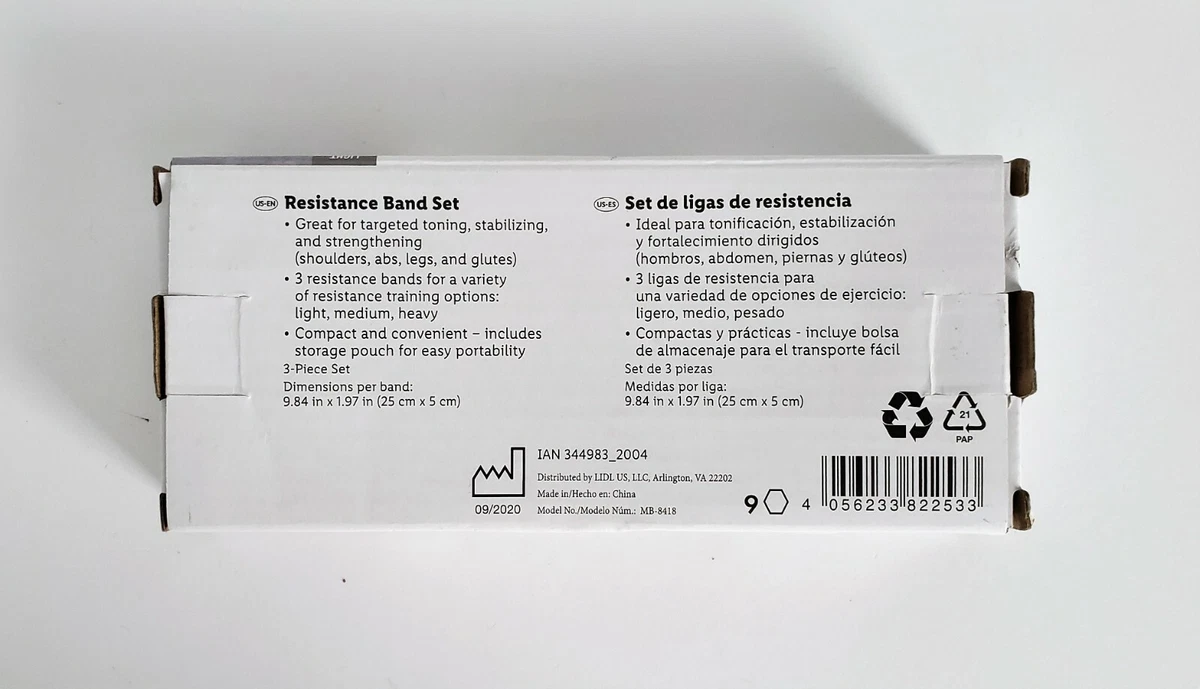 LIGHT
US-EN Resistance Band Set
• Great for targeted toning, stabilizing,
and strengthening
(shoulders, abs, legs, and glutes)
• 3 resistance bands for a variety
of resistance training options:
light, medium, heavy
• Compact and convenient – includes
storage pouch for easy portability
3-Piece Set
Dimensions per band:
9.84 in x 1.97 in (25 cm x 5 cm)
US-ES Set de ligas de resistencia
• Ideal para tonificación, estabilización
y fortalecimiento dirigidos
(hombros, abdomen, piernas y glúteos)
• 3 ligas de resistencia para
una variedad de opciones de ejercicio:
ligero, medio, pesado
• Compactas y prácticas - incluye bolsa
de almacenaje para el transporte fácil
Set de 3 piezas
Medidas por liga:
9.84 in x 1.97 in (25 cm x 5 cm)
21
PAP
09/2020
IAN 344983_2004
Distributed by LIDL US, LLC, Arlington, VA 22202
Made in/Hecho en: China
Model No./Modelo Núm.: MB-8418
9
4 056233 822533